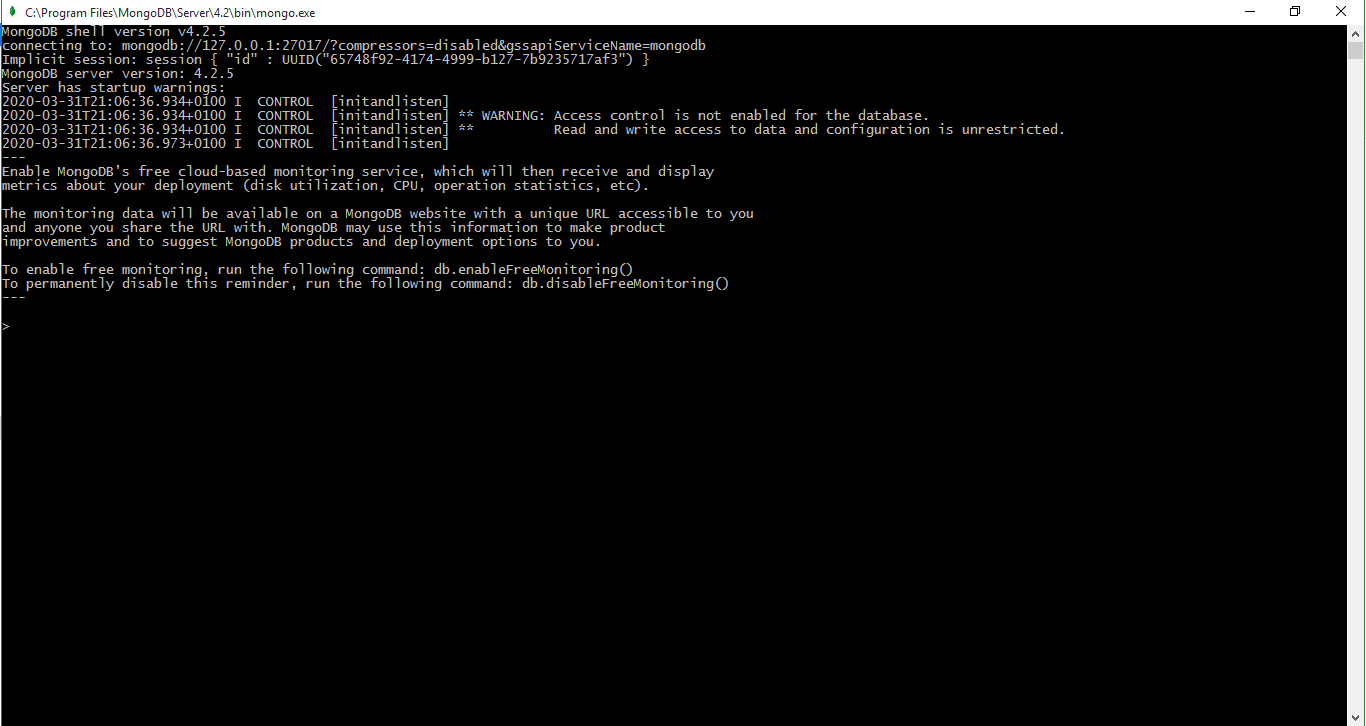 C:\Program Files\MongoDB\Server\4.2\bin\mongo.exe
MongoDB shell version v4.2.5
connecting to: mongodb://127.0.0.1:27017/?compressors=disabled&gssapiServiceName=mongodb
Implicit session: session { "id" : UUID("65748f92-4174-4999-b127-7b9235717af3") }
MongoDB server version: 4.2.5
Server has startup warnings:
2020-03-31T21:06:36.934+0100 I  CONTROL  [initandlisten]
2020-03-31T21:06:36.934+0100 I  CONTROL  [initandlisten] ** WARNING: Access control is not enabled for the database.
2020-03-31T21:06:36.934+0100 I  CONTROL  [initandlisten] **          Read and write access to data and configuration is unrestricted.
2020-03-31T21:06:36.973+0100 I  CONTROL  [initandlisten]
---
Enable MongoDB's free cloud-based monitoring service, which will then receive and display
metrics about your deployment (disk utilization, CPU, operation statistics, etc).
The monitoring data will be available on a MongoDB website with a unique URL accessible to you
and anyone you share the URL with. MongoDB may use this information to make product
improvements and to suggest MongoDB products and deployment options to you.
To enable free monitoring, run the following command: db.enableFreeMonitoring()
To permanently disable this reminder, run the following command: db.disableFreeMonitoring()
---
>